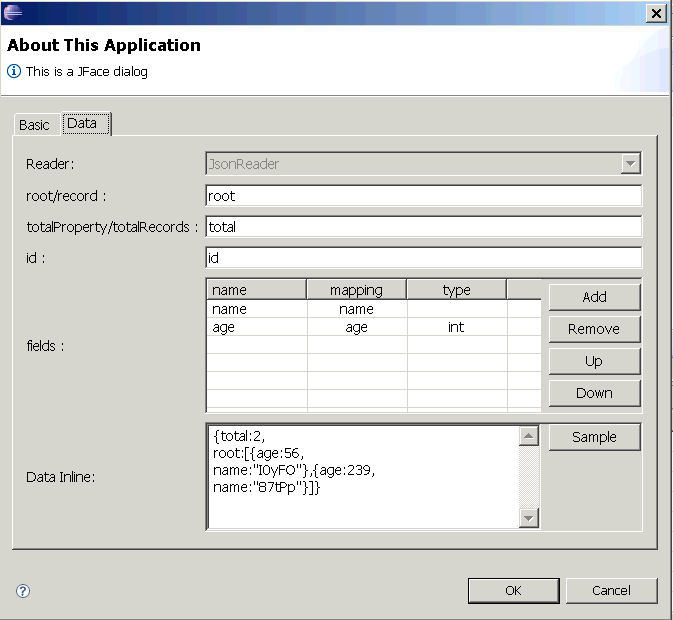 About This Application
This is a JFace dialog
Basic
Data
Reader:
JsonReader
root/record :
root
totalProperty/totalRecords :
total
id :
id
fields :
name mapping type
name name
age age int
Add
Remove
Up
Down
Data Inline:
{total:2,
root:[{age:56,
name:"I0yFO"},{age:239,
name:"87tPp"}]}
Sample
OK
Cancel